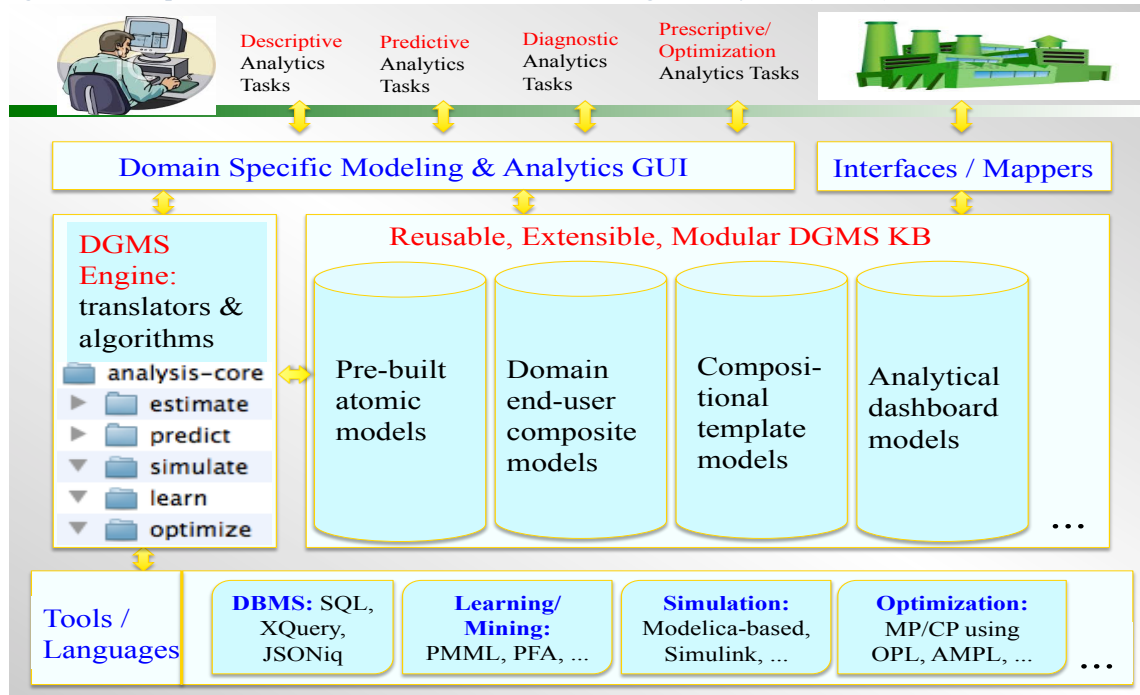 Descriptive
Analytics
Tasks
Predictive
Analytics
Tasks
Diagnostic
Analytics
Tasks
Prescriptive/
Optimization
Analytics Tasks
Domain Specific Modeling & Analytics GUI
Interfaces / Mappers
DGMS
Engine:
translators &
algorithms
analysis-core
estimate
predict
simulate
learn
optimize
Reusable, Extensible, Modular DGMS KB
Pre-built
atomic
models
Domain
end-user
composite
models
Composi-
tional
template
models
Analytical
dashboard
models
...
Tools /
Languages
DBMS: SQL,
XQuery,
JSONiq
Learning/
Mining:
PMML, PFA, ...
Simulation:
Modelica-based,
Simulink, ...
Optimization:
MP/CP using
OPL, AMPL, ...
...